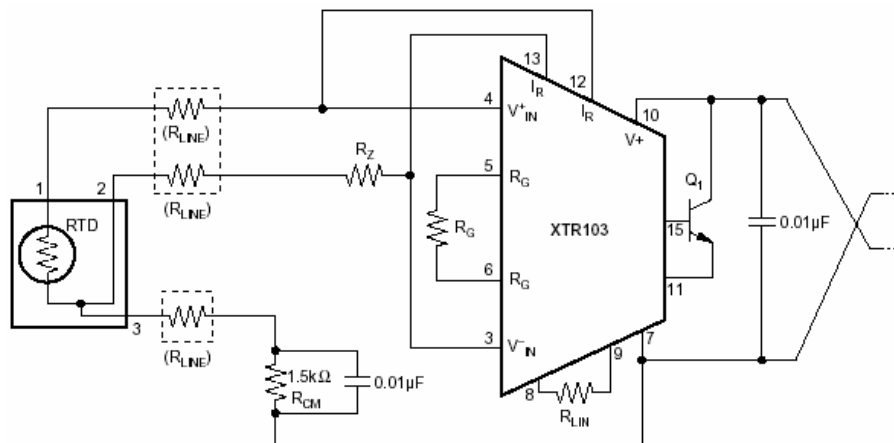 13
12
I_R
I_R
4
V⁺_IN
10
V+
(R_LINE)
R_Z
5
R_G
1
2
(R_LINE)
Q₁
RTD
R_G
XTR103
15
0.01µF
6
R_G
11
3
(R_LINE)
3
V⁻_IN
7
9
1.5kΩ
0.01µF
R_CM
8
R_LIN